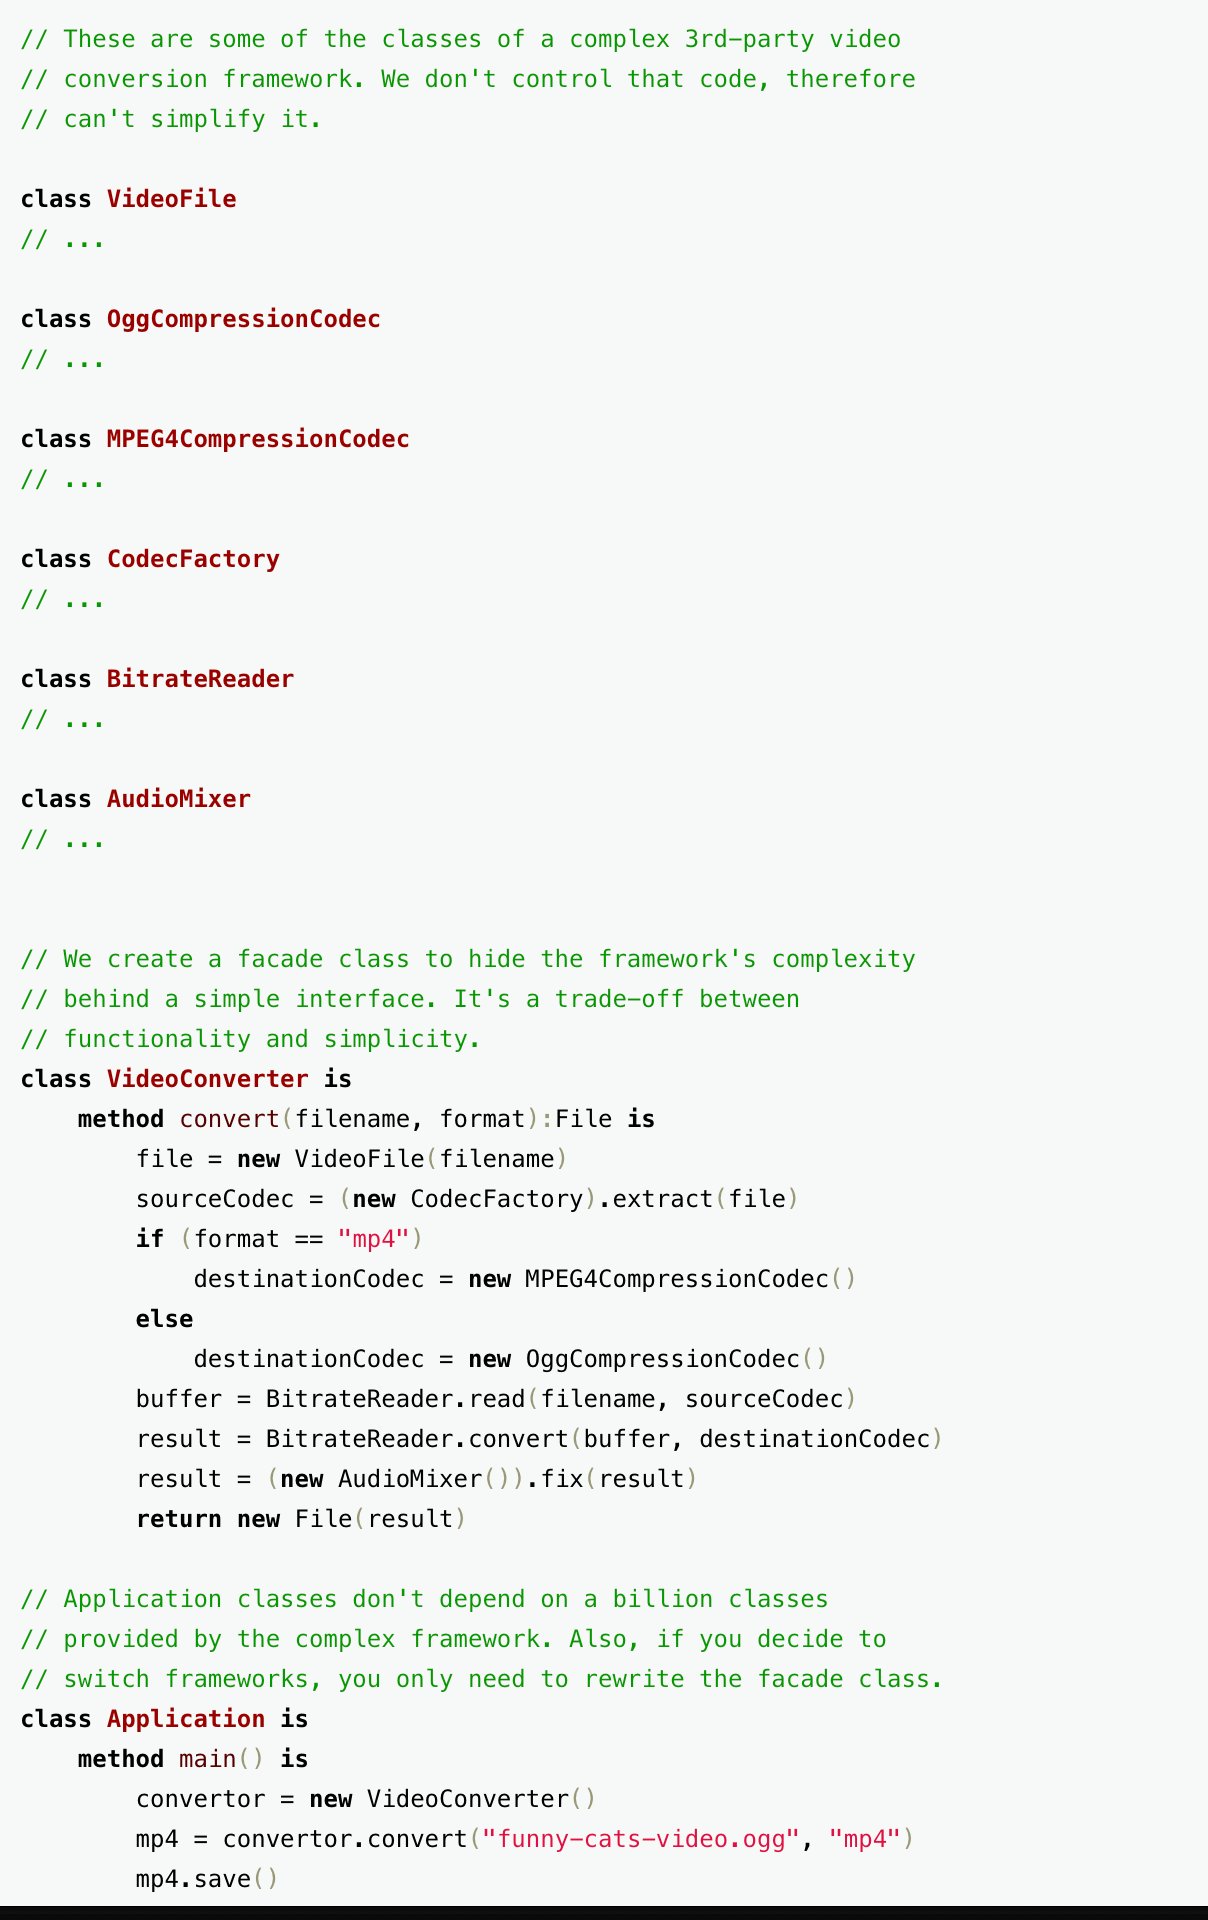 // These are some of the classes of a complex 3rd-party video
// conversion framework. We don't control that code, therefore
// can't simplify it.

class VideoFile
// ...

class OggCompressionCodec
// ...

class MPEG4CompressionCodec
// ...

class CodecFactory
// ...

class BitrateReader
// ...

class AudioMixer
// ...


// We create a facade class to hide the framework's complexity
// behind a simple interface. It's a trade-off between
// functionality and simplicity.
class VideoConverter is
    method convert(filename, format):File is
        file = new VideoFile(filename)
        sourceCodec = (new CodecFactory).extract(file)
        if (format == "mp4")
            destinationCodec = new MPEG4CompressionCodec()
        else
            destinationCodec = new OggCompressionCodec()
        buffer = BitrateReader.read(filename, sourceCodec)
        result = BitrateReader.convert(buffer, destinationCodec)
        result = (new AudioMixer()).fix(result)
        return new File(result)

// Application classes don't depend on a billion classes
// provided by the complex framework. Also, if you decide to
// switch frameworks, you only need to rewrite the facade class.
class Application is
    method main() is
        convertor = new VideoConverter()
        mp4 = convertor.convert("funny-cats-video.ogg", "mp4")
        mp4.save()